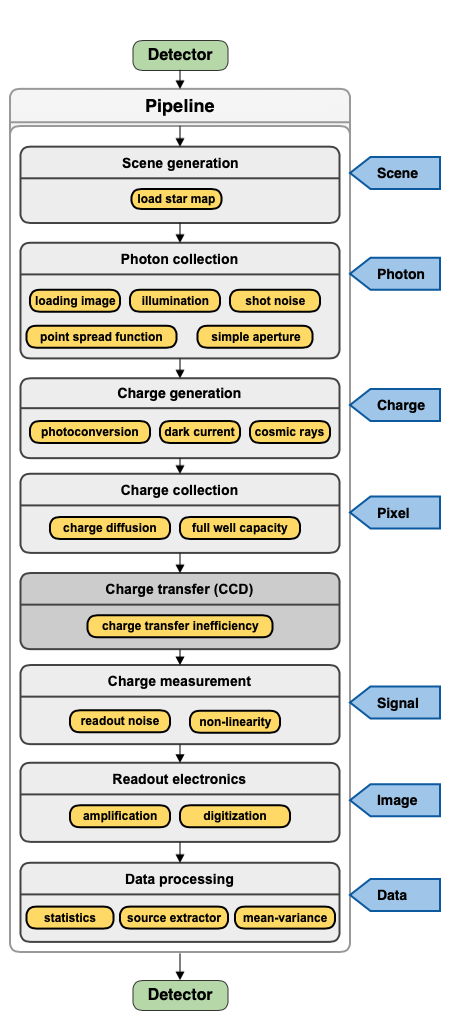 Detector
Pipeline
Scene generation
Scene
load star map
Photon collection
Photon
loading image illumination shot noise
point spread function simple aperture
Charge generation
Charge
photoconversion dark current cosmic rays
Charge collection
Pixel
charge diffusion full well capacity
Charge transfer (CCD)
charge transfer inefficiency
Charge measurement
Signal
readout noise non-linearity
Readout electronics
Image
amplification digitization
Data processing
Data
statistics source extractor mean-variance
Detector